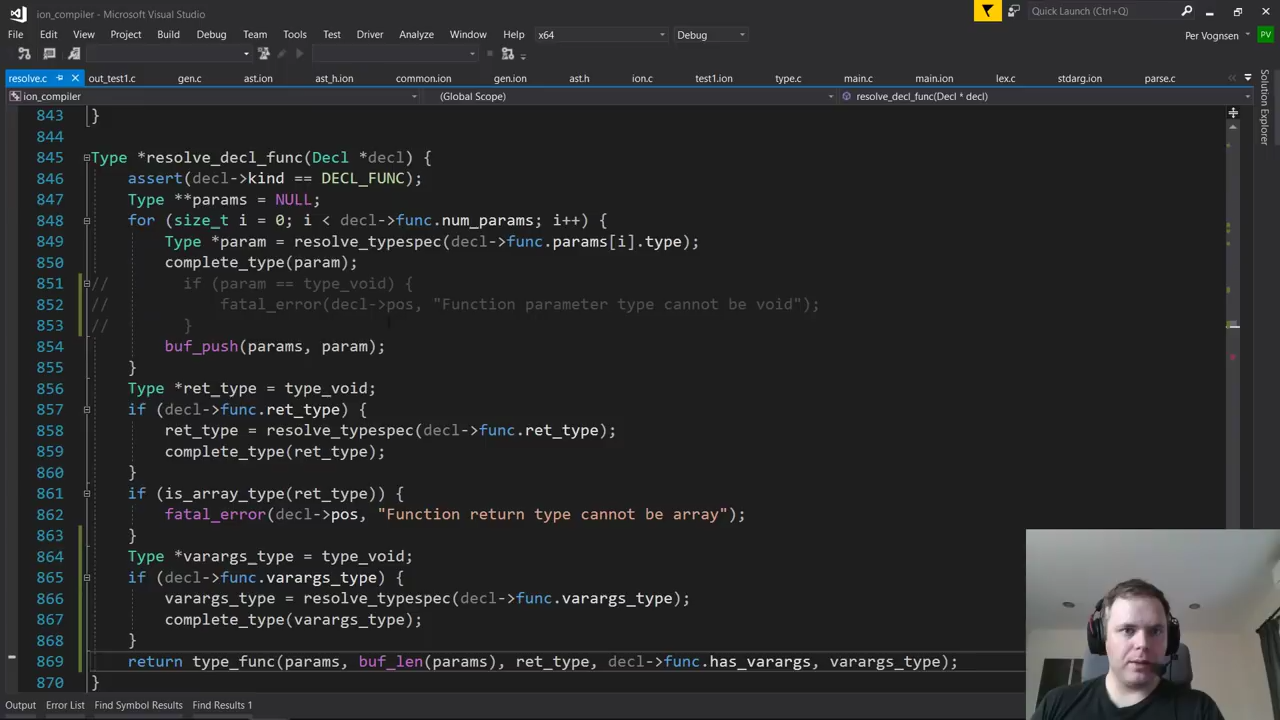 ion_compiler - Microsoft Visual Studio
Quick Launch (Ctrl+Q)
File Edit View Project Build Debug Team Tools Test Driver Analyze Window Help x64 Debug Per Vognsen PV
resolve.c out_test1.c gen.c ast.ion ast_h.ion common.ion gen.ion ast.h ion.c test1.ion type.c main.c main.ion lex.c stdarg.ion parse.c
ion_compiler (Global Scope) resolve_decl_func(Decl * decl)
Solution Explorer
843 }
844
845 Type *resolve_decl_func(Decl *decl) {
846 assert(decl->kind == DECL_FUNC);
847 Type **params = NULL;
848 for (size_t i = 0; i < decl->func.num_params; i++) {
849 Type *param = resolve_typespec(decl->func.params[i].type);
850 complete_type(param);
851 // if (param == type_void) {
852 // fatal_error(decl->pos, "Function parameter type cannot be void");
853 // }
854 buf_push(params, param);
855 }
856 Type *ret_type = type_void;
857 if (decl->func.ret_type) {
858 ret_type = resolve_typespec(decl->func.ret_type);
859 complete_type(ret_type);
860 }
861 if (is_array_type(ret_type)) {
862 fatal_error(decl->pos, "Function return type cannot be array");
863 }
864 Type *varargs_type = type_void;
865 if (decl->func.varargs_type) {
866 varargs_type = resolve_typespec(decl->func.varargs_type);
867 complete_type(varargs_type);
868 }
869 return type_func(params, buf_len(params), ret_type, decl->func.has_varargs, varargs_type);
870 }
Output Error List Find Symbol Results Find Results 1